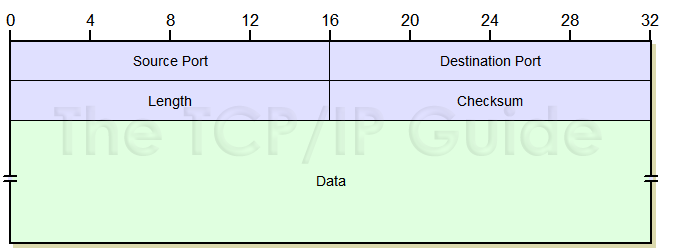 0 4 8 12 16 20 24 28 32
Source Port Destination Port
Length Checksum
The TCP/IP Guide
Data